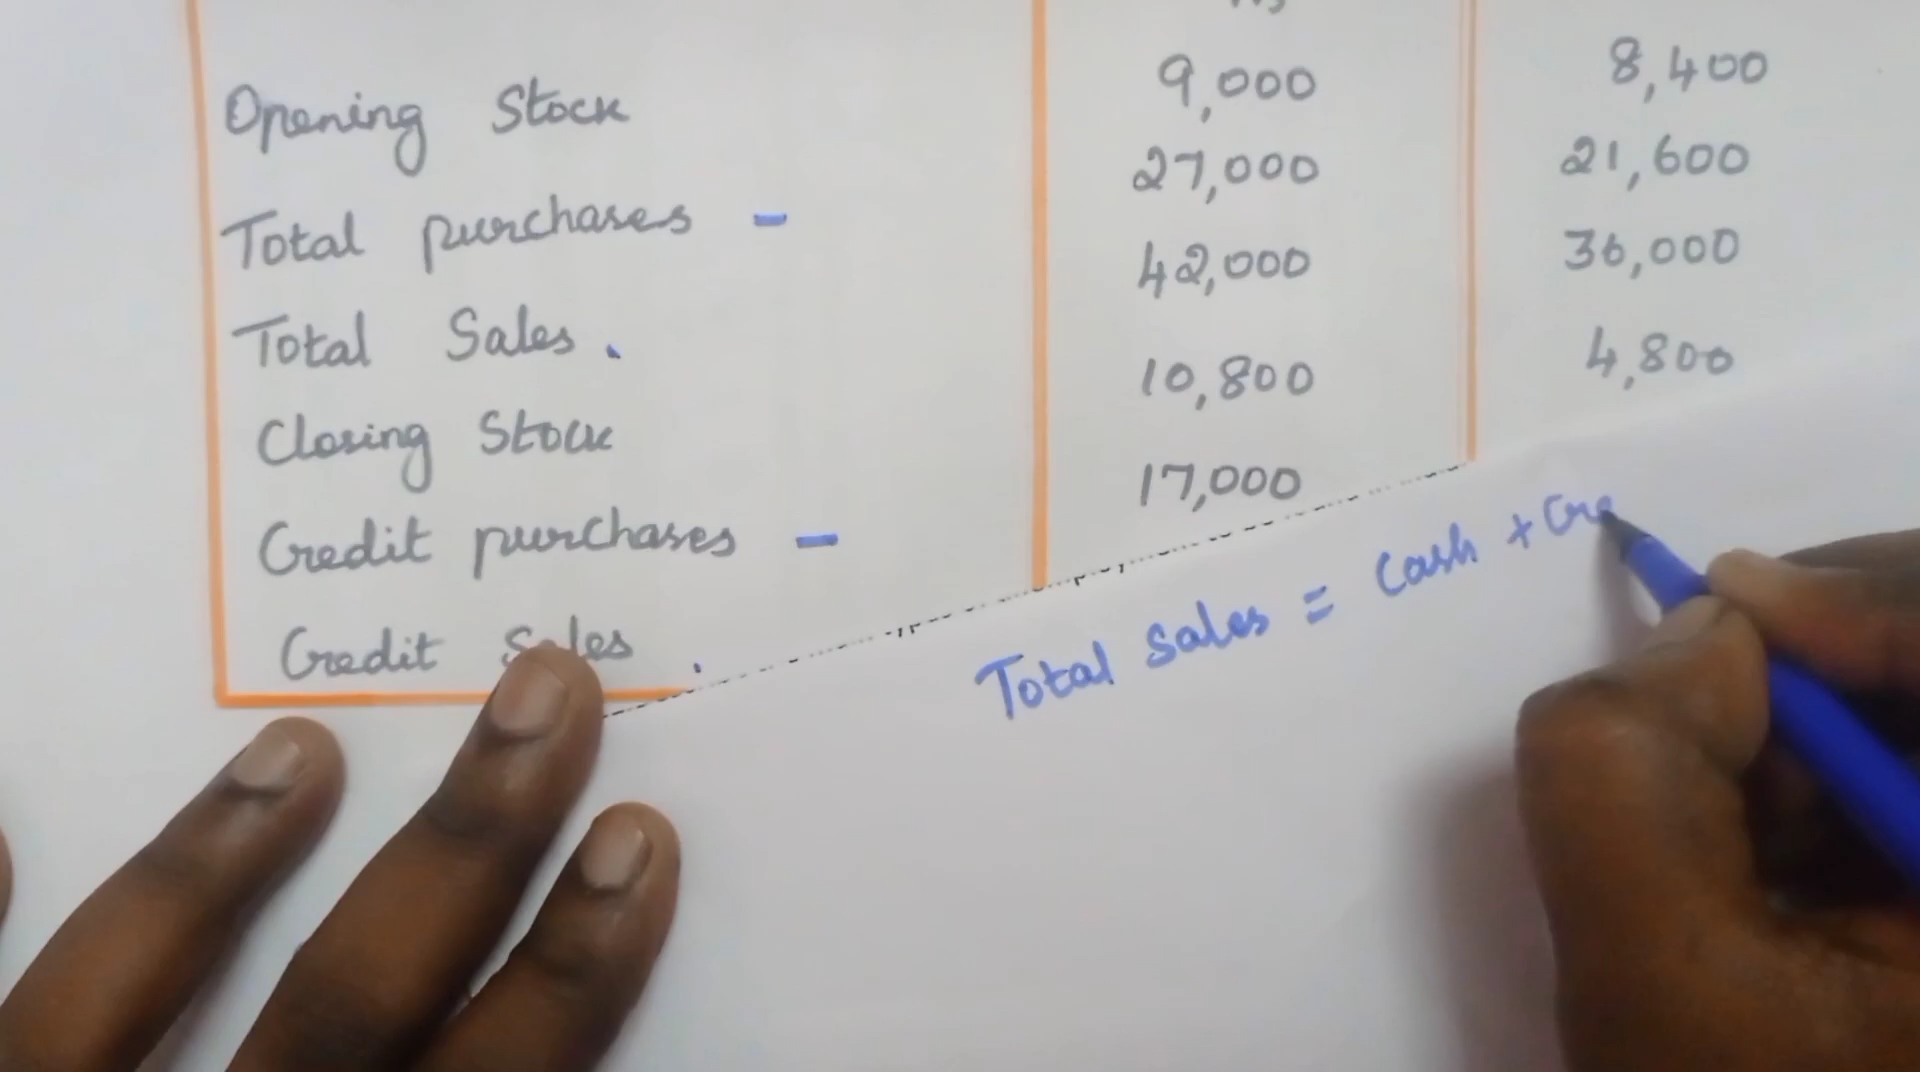 Opening Stock 9,000 8,400
Total purchases - 27,000 21,600
Total Sales. 42,000 36,000
Closing Stock 10,800 4,800
Credit purchases - 17,000
Credit Sales .
Total Sales = Cash + Cre